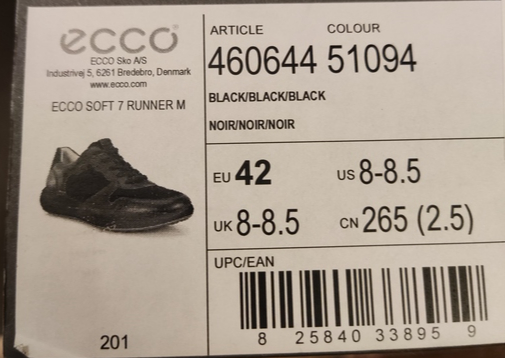 ecco
ECCO Sko A/S
Industrivej 5, 6261 Bredebro, Denmark
www.ecco.com
ECCO SOFT 7 RUNNER M
201
ARTICLE COLOUR
460644 51094
BLACK/BLACK/BLACK
NOIR/NOIR/NOIR
EU 42 US 8-8.5
UK 8-8.5 CN 265 (2.5)
UPC/EAN
8 25840 33895 9